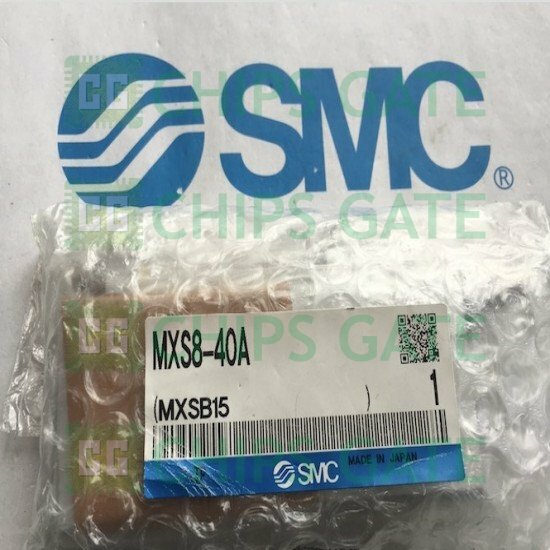 SMC®
CHIPS GATE
CHIPS GATE
MXS8-40A
CHIPS GATE
(MXSB15 )
1
CHIPS GATE
SMC
MADE IN JAPAN